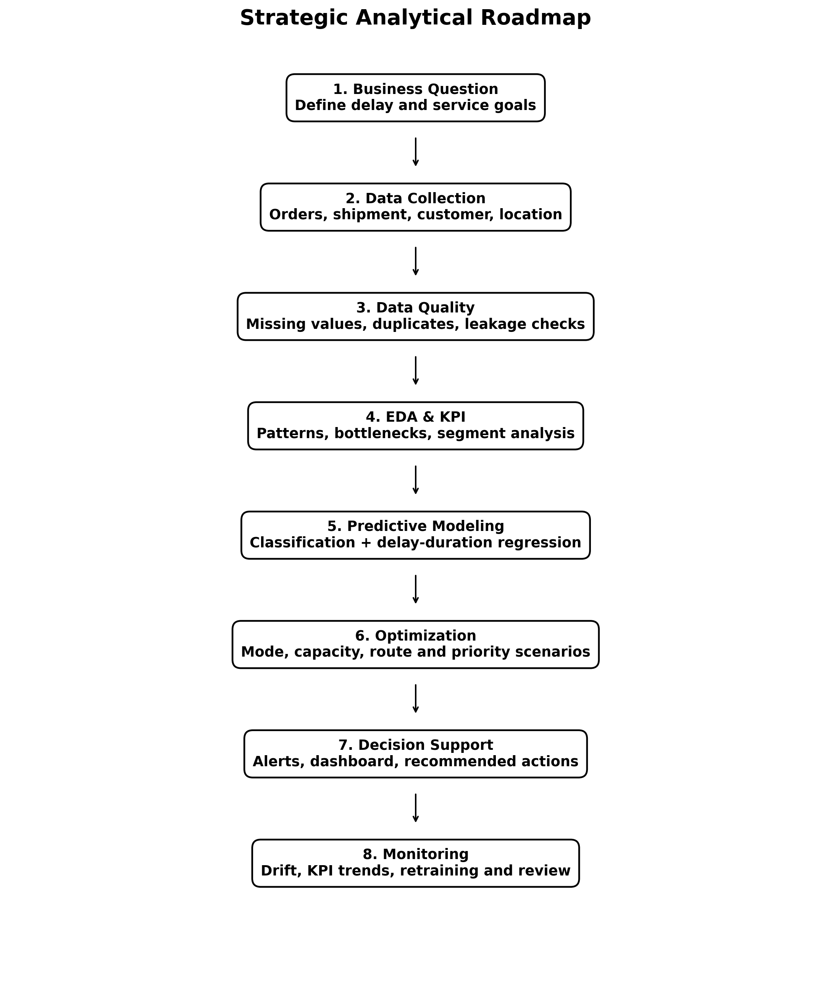 Strategic Analytical Roadmap
1. Business Question
Define delay and service goals
2. Data Collection
Orders, shipment, customer, location
3. Data Quality
Missing values, duplicates, leakage checks
4. EDA & KPI
Patterns, bottlenecks, segment analysis
5. Predictive Modeling
Classification + delay-duration regression
6. Optimization
Mode, capacity, route and priority scenarios
7. Decision Support
Alerts, dashboard, recommended actions
8. Monitoring
Drift, KPI trends, retraining and review